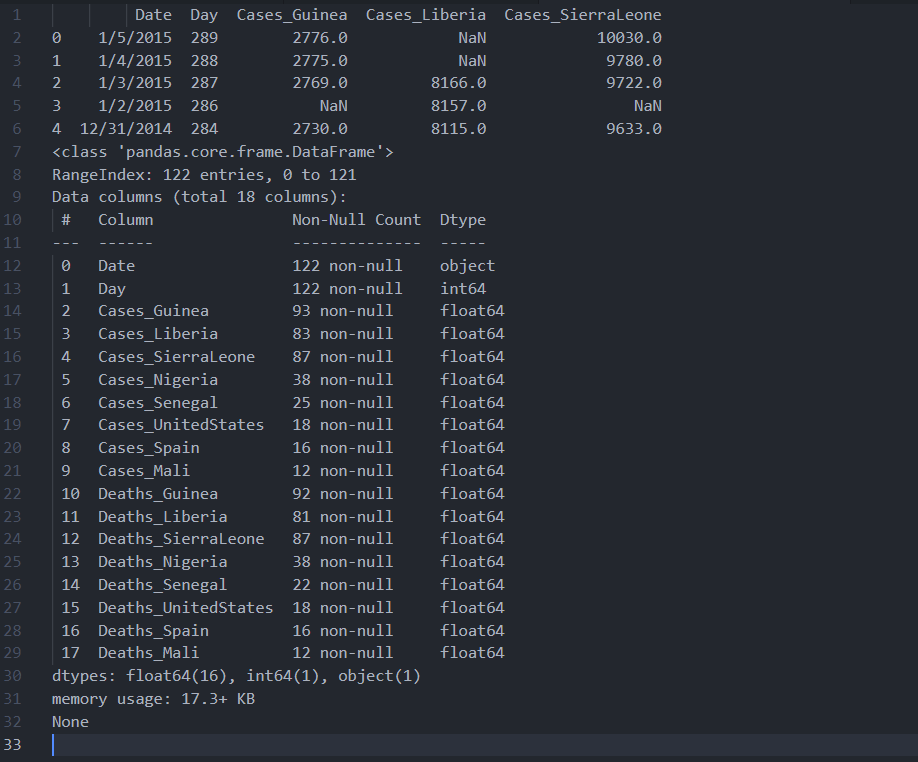 1 Date Day Cases_Guinea Cases_Liberia Cases_SierraLeone
2 0 1/5/2015 289 2776.0 NaN 10030.0
3 1 1/4/2015 288 2775.0 NaN 9780.0
4 2 1/3/2015 287 2769.0 8166.0 9722.0
5 3 1/2/2015 286 NaN 8157.0 NaN
6 4 12/31/2014 284 2730.0 8115.0 9633.0
7 <class 'pandas.core.frame.DataFrame'>
8 RangeIndex: 122 entries, 0 to 121
9 Data columns (total 18 columns):
10 # Column Non-Null Count Dtype
11 --- ------ -------------- -----
12 0 Date 122 non-null object
13 1 Day 122 non-null int64
14 2 Cases_Guinea 93 non-null float64
15 3 Cases_Liberia 83 non-null float64
16 4 Cases_SierraLeone 87 non-null float64
17 5 Cases_Nigeria 38 non-null float64
18 6 Cases_Senegal 25 non-null float64
19 7 Cases_UnitedStates 18 non-null float64
20 8 Cases_Spain 16 non-null float64
21 9 Cases_Mali 12 non-null float64
22 10 Deaths_Guinea 92 non-null float64
23 11 Deaths_Liberia 81 non-null float64
24 12 Deaths_SierraLeone 87 non-null float64
25 13 Deaths_Nigeria 38 non-null float64
26 14 Deaths_Senegal 22 non-null float64
27 15 Deaths_UnitedStates 18 non-null float64
28 16 Deaths_Spain 16 non-null float64
29 17 Deaths_Mali 12 non-null float64
30 dtypes: float64(16), int64(1), object(1)
31 memory usage: 17.3+ KB
32 None
33